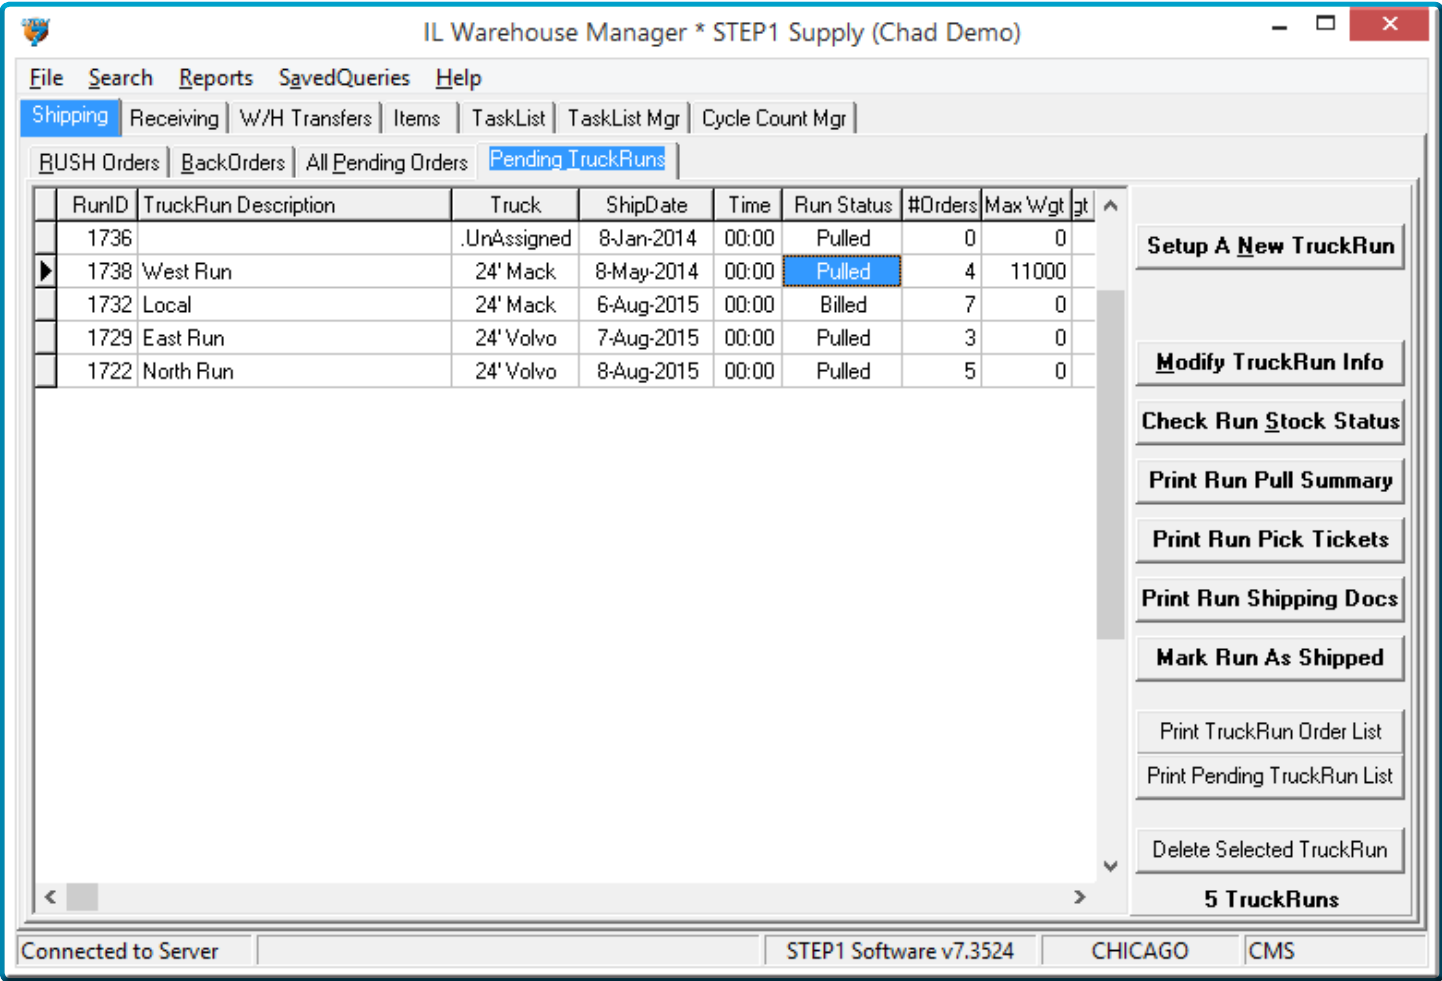 IL Warehouse Manager * STEP1 Supply (Chad Demo)
File Search Reports SavedQueries Help
Shipping Receiving W/H Transfers Items TaskList TaskList Mgr Cycle Count Mgr
RUSH Orders BackOrders All Pending Orders Pending TruckRuns
RunID TruckRun Description Truck ShipDate Time Run Status #Orders Max Wgt gt
1736 .UnAssigned 8-Jan-2014 00:00 Pulled 0 0
1738 West Run 24' Mack 8-May-2014 00:00 Pulled 4 11000
1732 Local 24' Mack 6-Aug-2015 00:00 Billed 7 0
1729 East Run 24' Volvo 7-Aug-2015 00:00 Pulled 3 0
1722 North Run 24' Volvo 8-Aug-2015 00:00 Pulled 5 0
Setup A New TruckRun
Modify TruckRun Info
Check Run Stock Status
Print Run Pull Summary
Print Run Pick Tickets
Print Run Shipping Docs
Mark Run As Shipped
Print TruckRun Order List
Print Pending TruckRun List
Delete Selected TruckRun
5 TruckRuns
Connected to Server STEP1 Software v7.3524 CHICAGO CMS